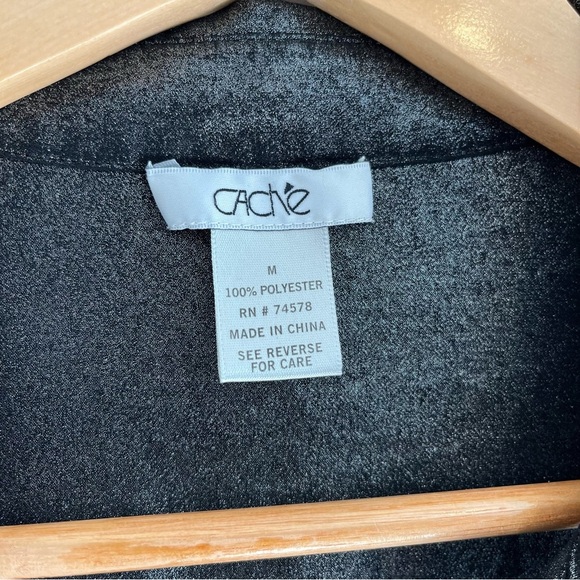 CACHÉ
M
100% POLYESTER
RN # 74578
MADE IN CHINA
SEE REVERSE
FOR CARE